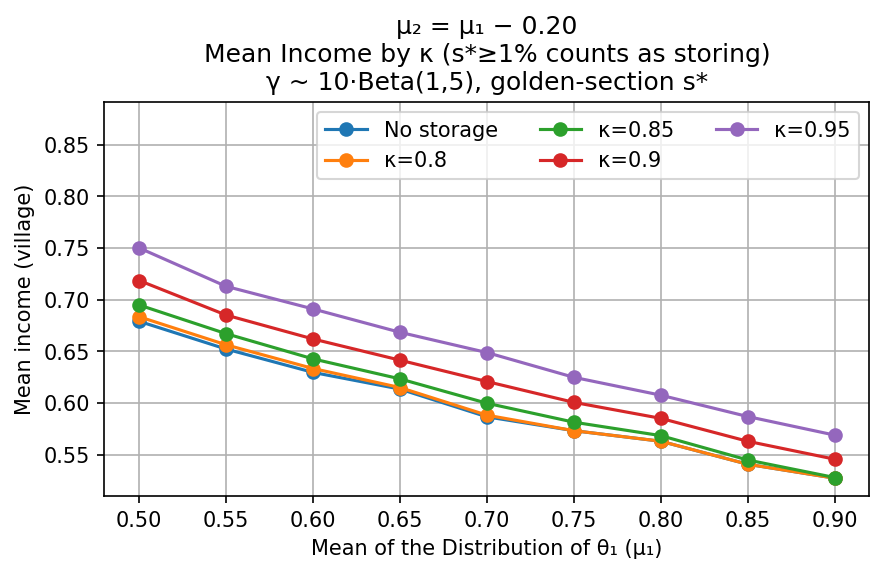 μ₂ = μ₁ − 0.20
Mean Income by κ (s*≥1% counts as storing)
γ ~ 10·Beta(1,5), golden-section s*
No storage
κ=0.8
κ=0.85
κ=0.9
κ=0.95
Mean income (village)
0.85
0.80
0.75
0.70
0.65
0.60
0.55
0.50 0.55 0.60 0.65 0.70 0.75 0.80 0.85 0.90
Mean of the Distribution of θ₁ (μ₁)